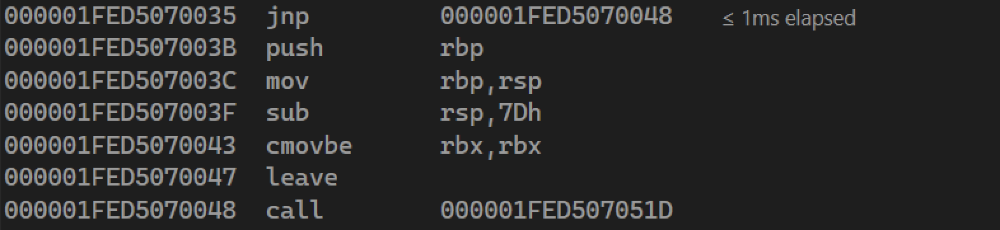 000001FED5070035 jnp 000001FED5070048 ≤ 1ms elapsed
000001FED507003B push rbp
000001FED507003C mov rbp,rsp
000001FED507003F sub rsp,7Dh
000001FED5070043 cmovbe rbx,rbx
000001FED5070047 leave
000001FED5070048 call 000001FED507051D